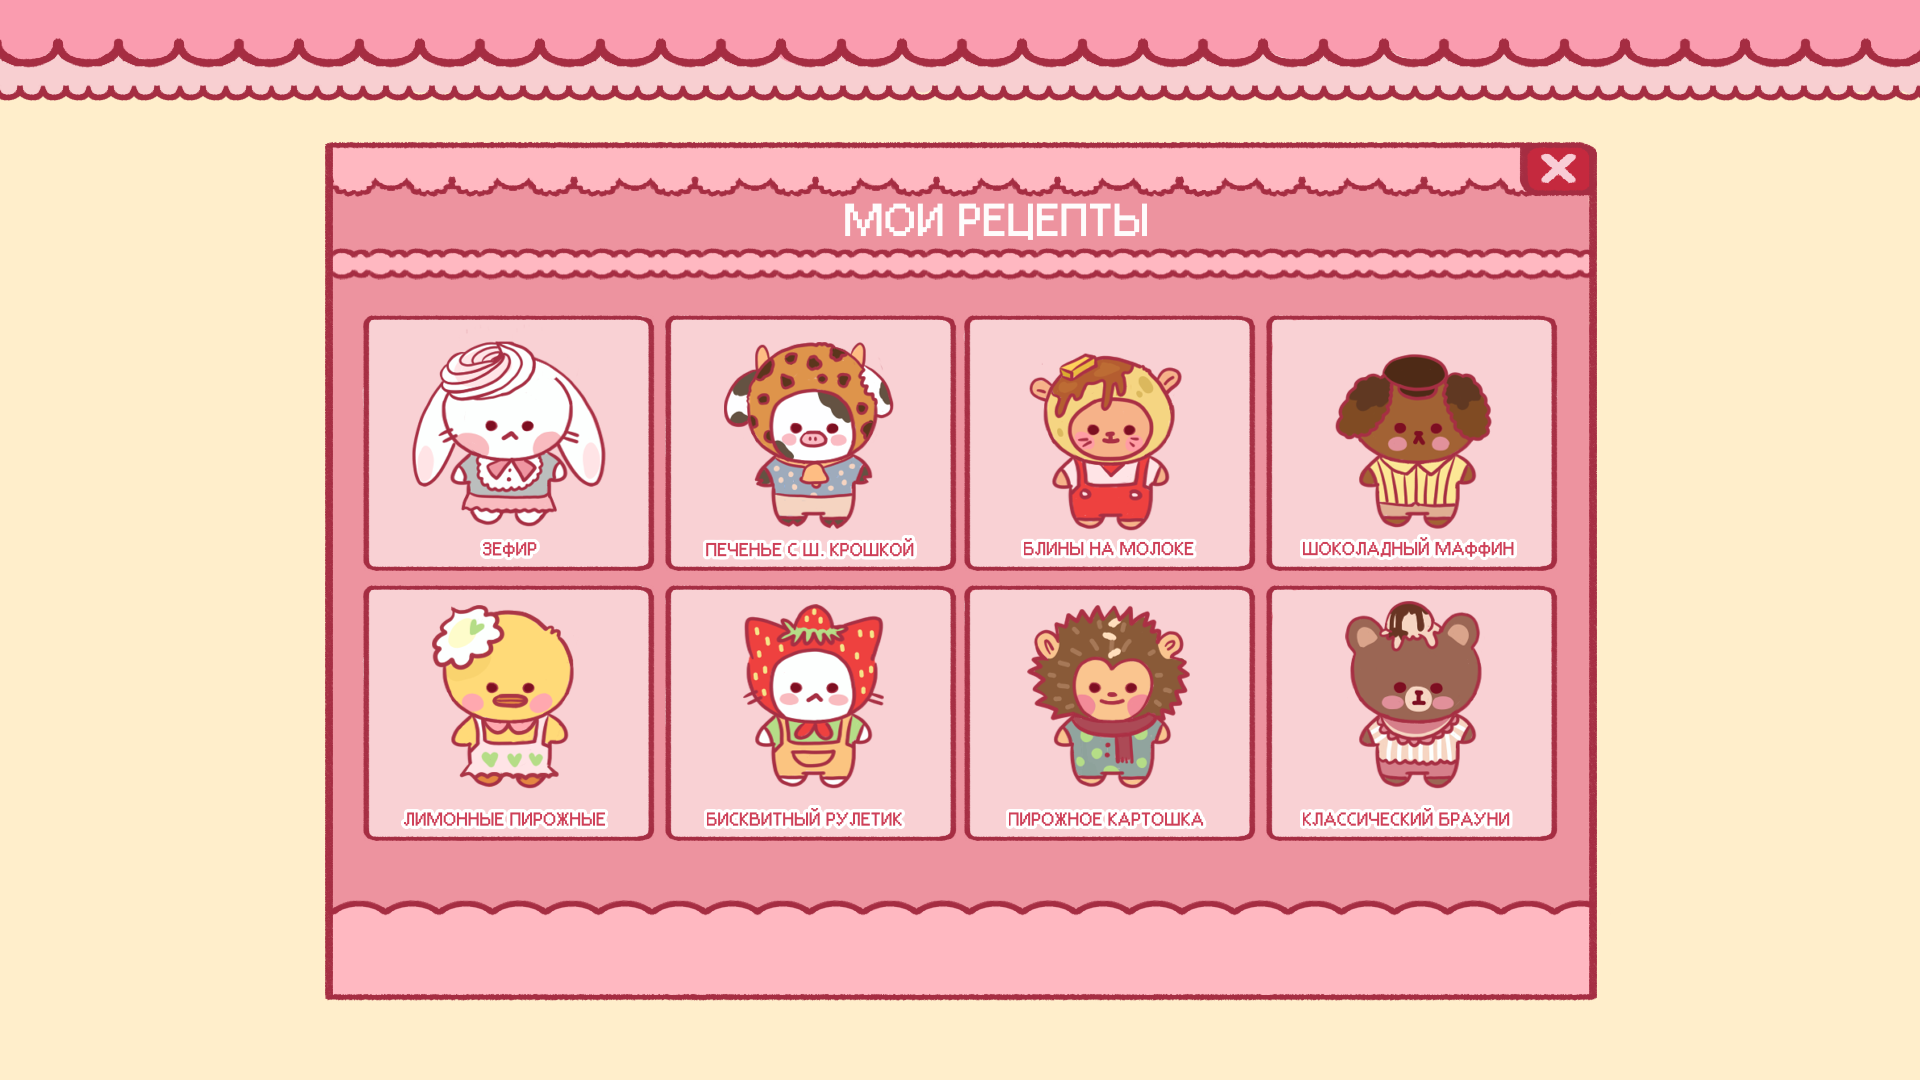 МОИ РЕЦЕПТЫ
ЗЕФИР
ПЕЧЕНЬЕ С Ш. КРОШКОЙ
БЛИНЫ НА МОЛОКЕ
ШОКОЛАДНЫЙ МАФФИН
ЛИМОННЫЕ ПИРОЖНЫЕ
БИСКВИТНЫЙ РУЛЕТИК
ПИРОЖНОЕ КАРТОШКА
КЛАССИЧЕСКИЙ БРАУНИ